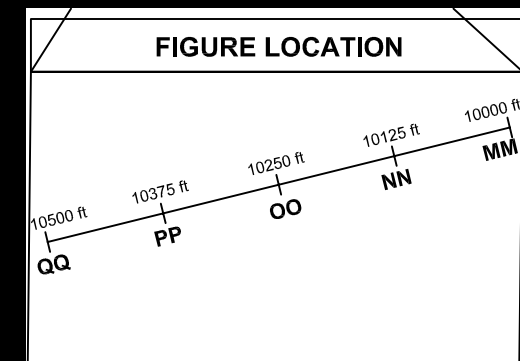 FIGURE LOCATION
10000 ft
MM
10125 ft
NN
10250 ft
OO
10375 ft
PP
10500 ft
QQ